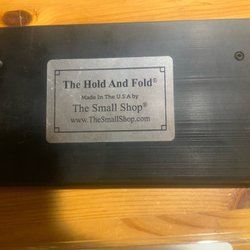 The Hold And Fold®
Made In The U.S.A by
The Small Shop®
www.TheSmallShop.com